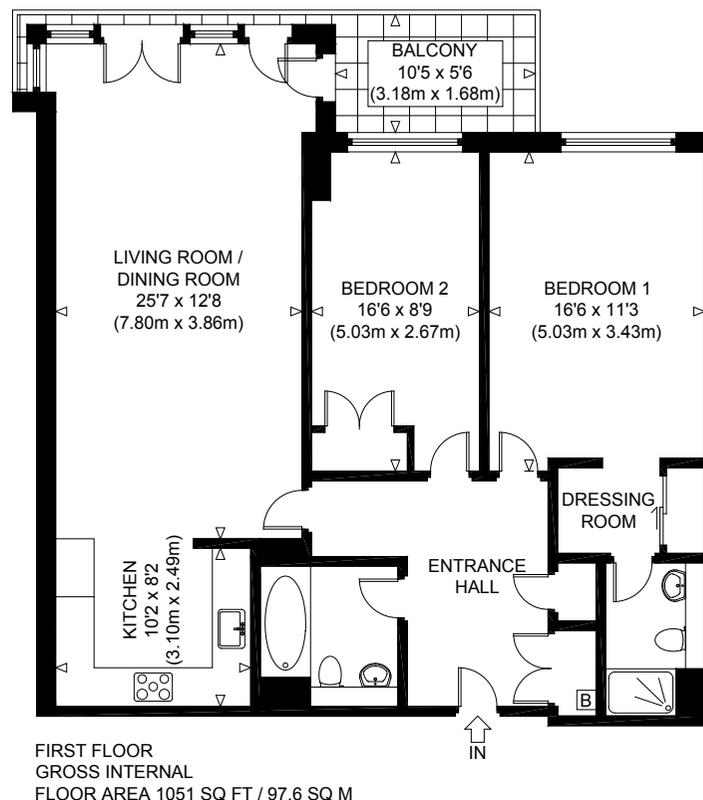 BALCONY
10'5 x 5'6
(3.18m x 1.68m)
LIVING ROOM /
DINING ROOM
25'7 x 12'8
(7.80m x 3.86m)
BEDROOM 2
16'6 x 8'9
(5.03m x 2.67m)
BEDROOM 1
16'6 x 11'3
(5.03m x 3.43m)
DRESSING
ROOM
KITCHEN
10'2 x 8'2
(3.10m x 2.49m)
ENTRANCE
HALL
B
IN
FIRST FLOOR
GROSS INTERNAL
FLOOR AREA 1051 SQ FT / 97.6 SQ M